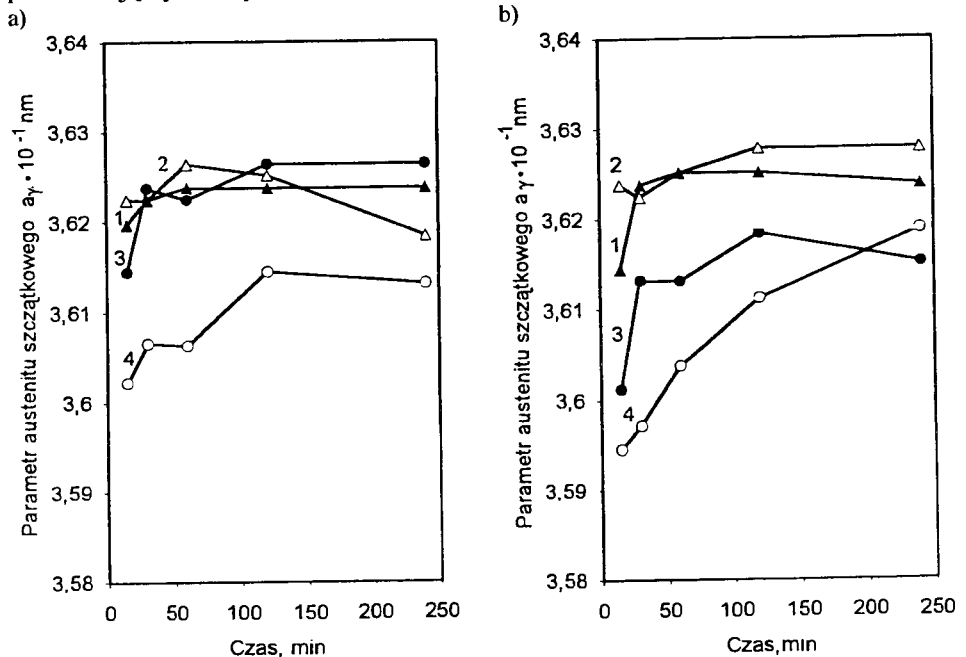 a)
3,64
3,63
3,62
3,61
3,6
3,59
3,58
0 50 100 150 200 250
Czas, min
Parametr austenitu szczątkowego aγ • 10⁻¹ nm
1
2
3
4
b)
3,64
3,63
3,62
3,61
3,6
3,59
3,58
0 50 100 150 200 250
Czas,min
Parametr austenitu szczątkowego aγ • 10⁻¹ nm
2
1
3
4